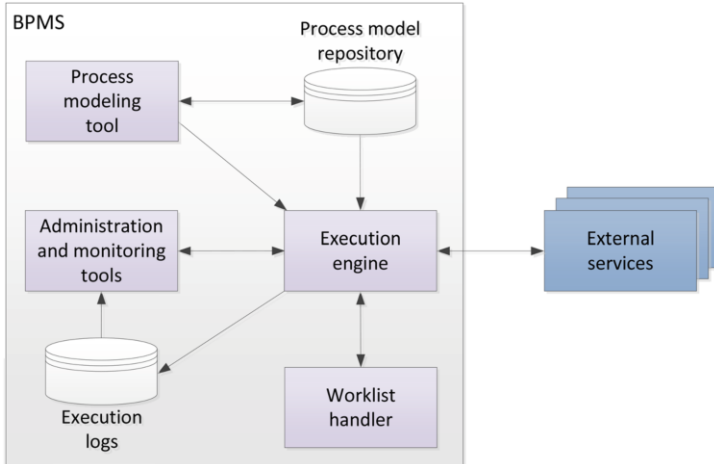 BPMS
Process model
repository
Process
modeling
tool
Administration
and monitoring
tools
Execution
engine
External
services
Execution
logs
Worklist
handler